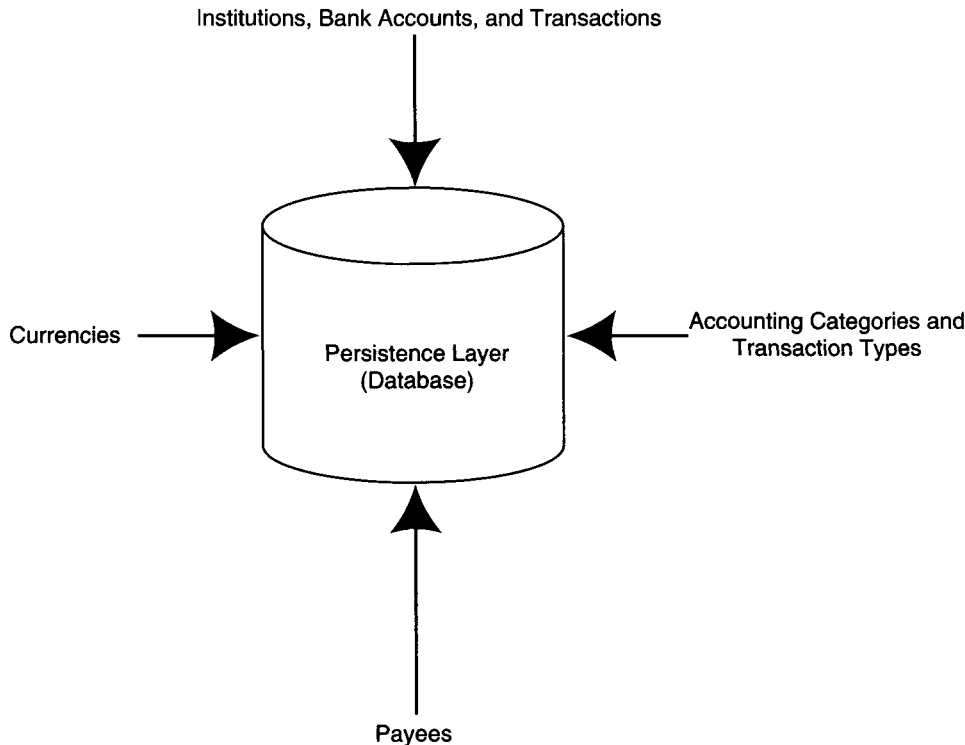 Institutions, Bank Accounts, and Transactions
Currencies
Persistence Layer
(Database)
Accounting Categories and
Transaction Types
Payees